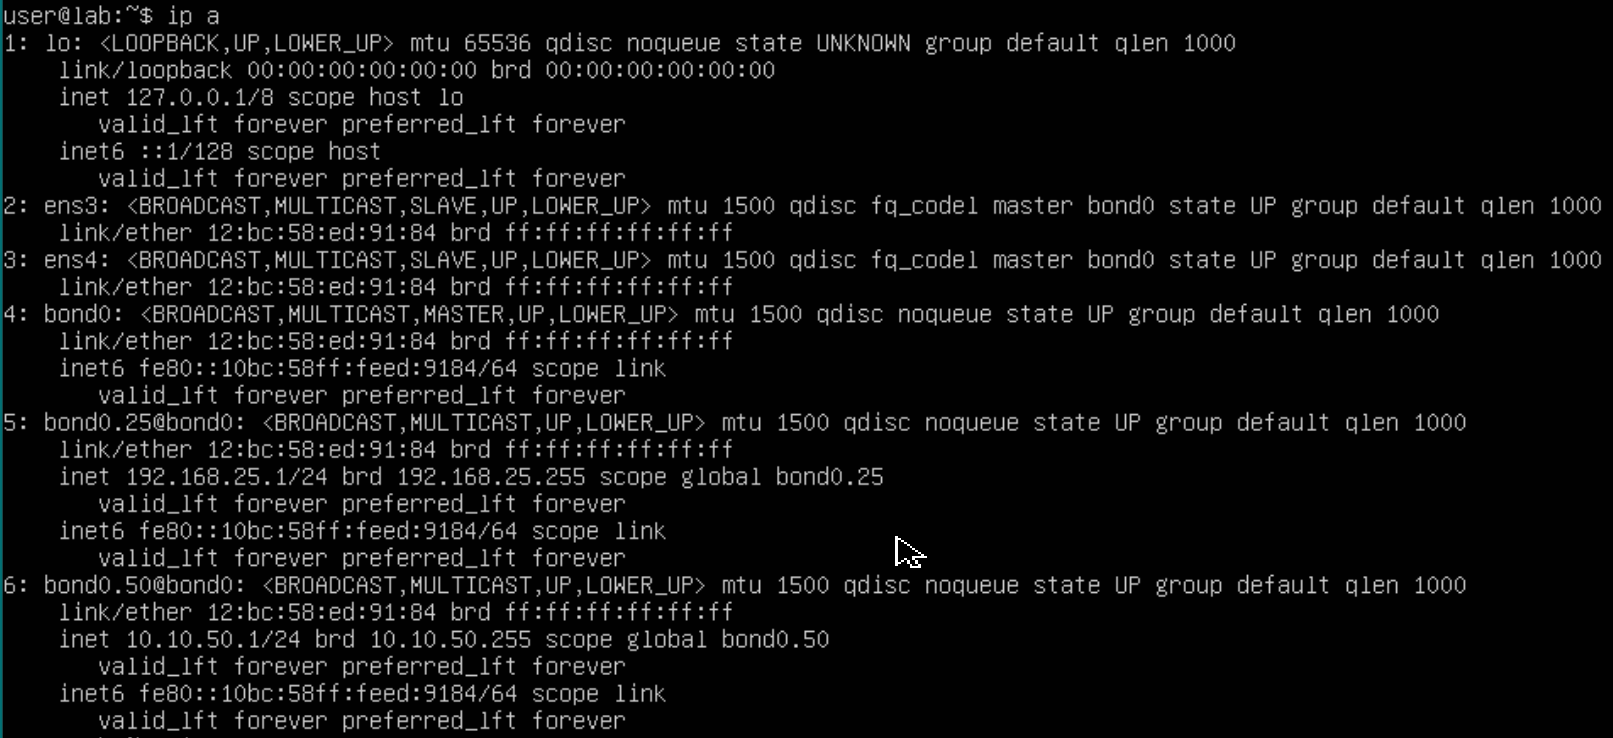 user@lab:~$ ip a
1: lo: <LOOPBACK,UP,LOWER_UP> mtu 65536 qdisc noqueue state UNKNOWN group default qlen 1000
    link/loopback 00:00:00:00:00:00 brd 00:00:00:00:00:00
    inet 127.0.0.1/8 scope host lo
       valid_lft forever preferred_lft forever
    inet6 ::1/128 scope host
       valid_lft forever preferred_lft forever
2: ens3: <BROADCAST,MULTICAST,SLAVE,UP,LOWER_UP> mtu 1500 qdisc fq_codel master bond0 state UP group default qlen 1000
    link/ether 12:bc:58:ed:91:84 brd ff:ff:ff:ff:ff:ff
3: ens4: <BROADCAST,MULTICAST,SLAVE,UP,LOWER_UP> mtu 1500 qdisc fq_codel master bond0 state UP group default qlen 1000
    link/ether 12:bc:58:ed:91:84 brd ff:ff:ff:ff:ff:ff
4: bond0: <BROADCAST,MULTICAST,MASTER,UP,LOWER_UP> mtu 1500 qdisc noqueue state UP group default qlen 1000
    link/ether 12:bc:58:ed:91:84 brd ff:ff:ff:ff:ff:ff
    inet6 fe80::10bc:58ff:feed:9184/64 scope link
       valid_lft forever preferred_lft forever
5: bond0.25@bond0: <BROADCAST,MULTICAST,UP,LOWER_UP> mtu 1500 qdisc noqueue state UP group default qlen 1000
    link/ether 12:bc:58:ed:91:84 brd ff:ff:ff:ff:ff:ff
    inet 192.168.25.1/24 brd 192.168.25.255 scope global bond0.25
       valid_lft forever preferred_lft forever
    inet6 fe80::10bc:58ff:feed:9184/64 scope link
       valid_lft forever preferred_lft forever
6: bond0.50@bond0: <BROADCAST,MULTICAST,UP,LOWER_UP> mtu 1500 qdisc noqueue state UP group default qlen 1000
    link/ether 12:bc:58:ed:91:84 brd ff:ff:ff:ff:ff:ff
    inet 10.10.50.1/24 brd 10.10.50.255 scope global bond0.50
       valid_lft forever preferred_lft forever
    inet6 fe80::10bc:58ff:feed:9184/64 scope link
       valid_lft forever preferred_lft forever